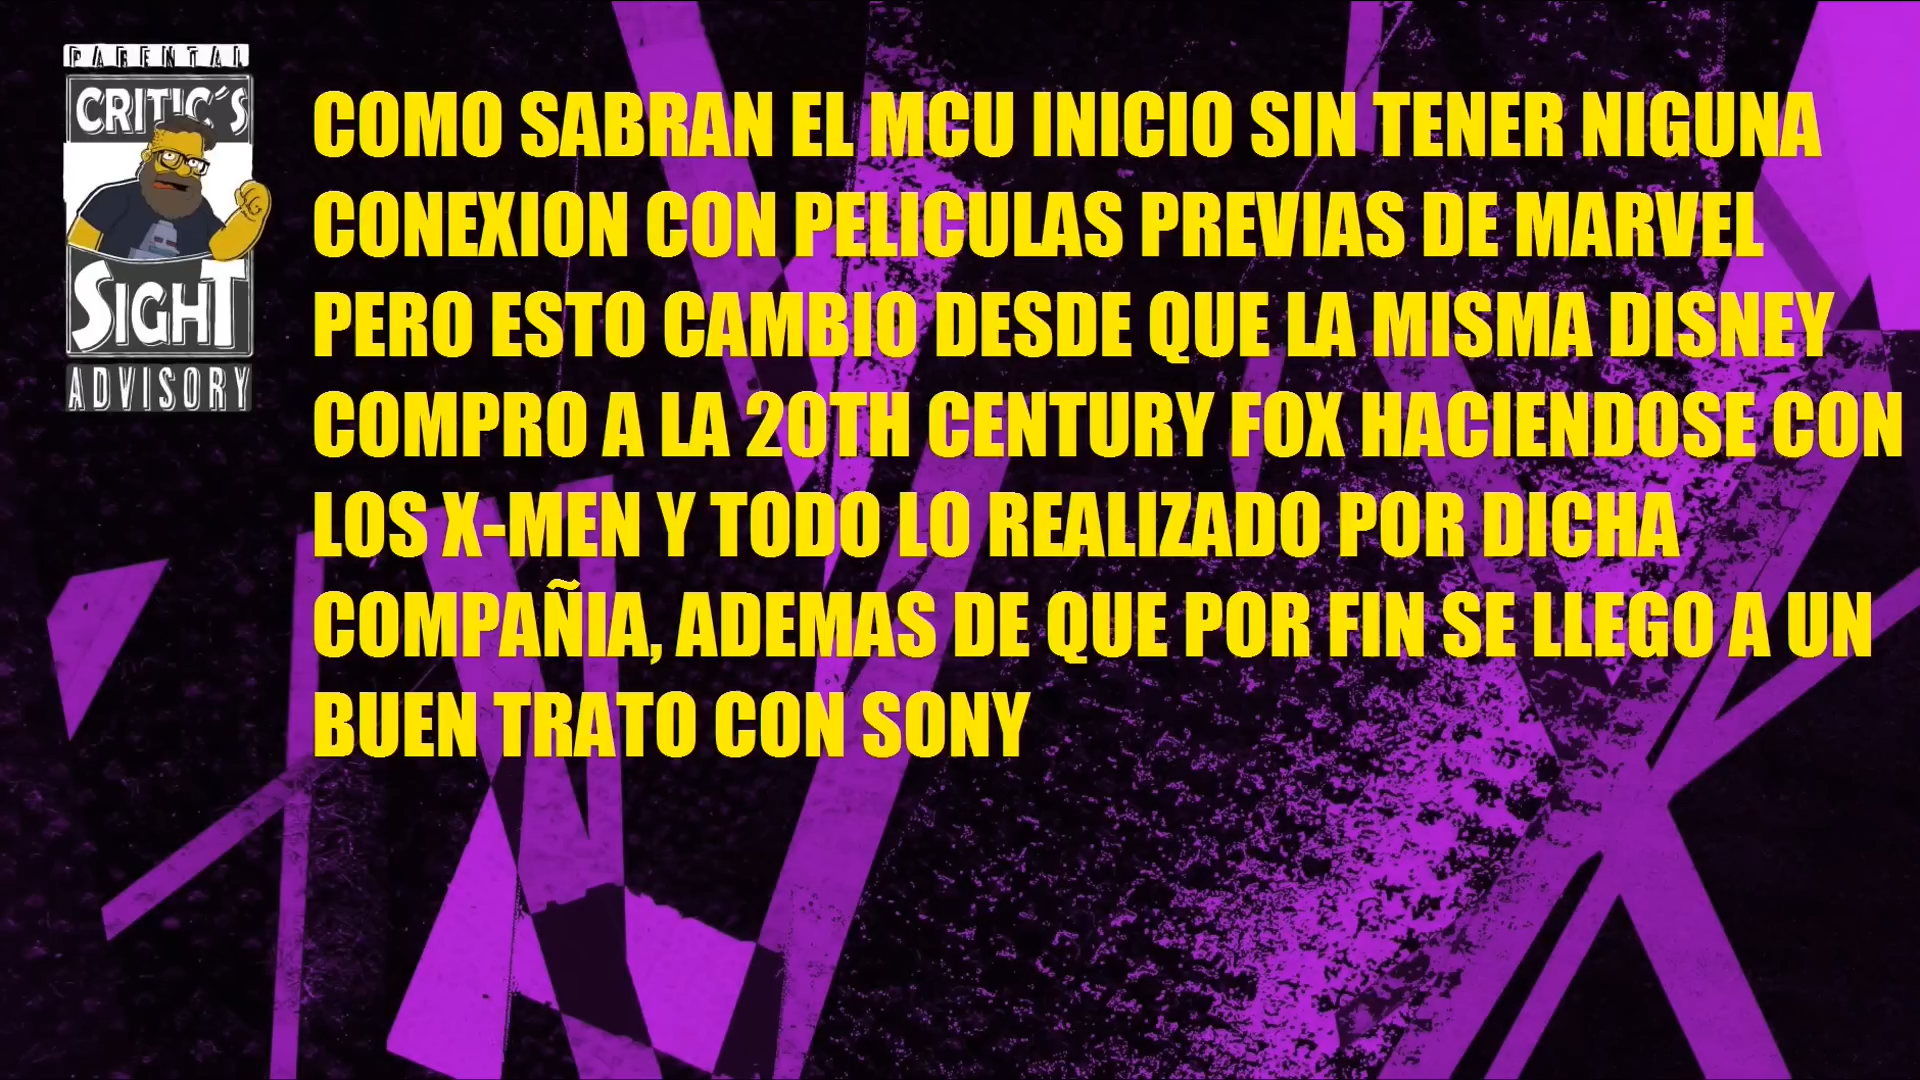 PARENTAL
CRITIC´S
SIGHT
ADVISORY
COMO SABRAN EL MCU INICIO SIN TENER NIGUNA
CONEXION CON PELICULAS PREVIAS DE MARVEL
PERO ESTO CAMBIO DESDE QUE LA MISMA DISNEY
COMPRO A LA 20TH CENTURY FOX HACIENDOSE CON
LOS X-MEN Y TODO LO REALIZADO POR DICHA
COMPAÑIA, ADEMAS DE QUE POR FIN SE LLEGO A UN
BUEN TRATO CON SONY